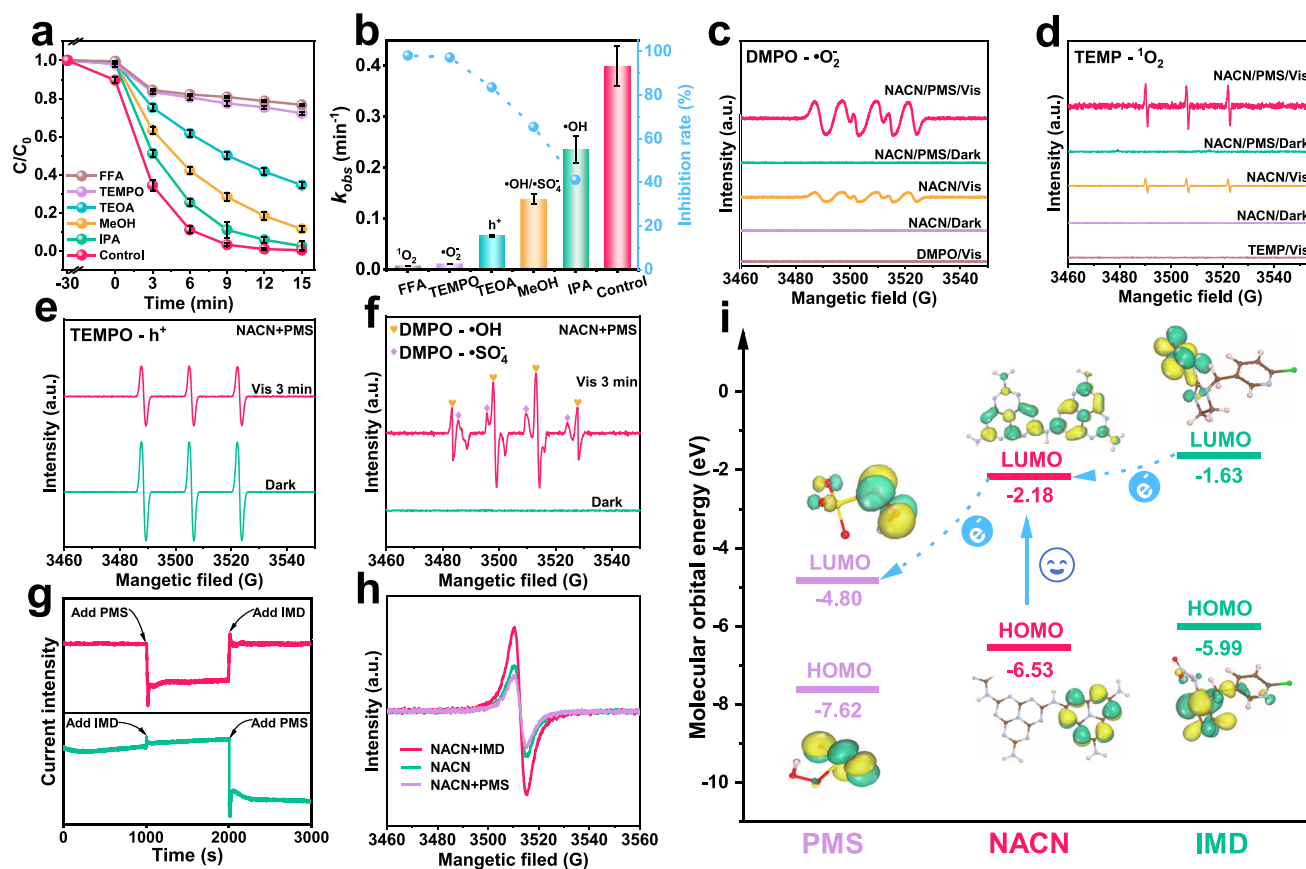 a
C/C0
1.0
0.8
0.6
0.4
0.2
0.0
FFA
TEMPO
TEOA
MeOH
IPA
Control
-30 0 3 6 9 12 15
Time (min)
b
kobs (min-1)
0.4
0.3
0.2
0.1
0.0
1O2
•O2-
h+
•OH/•SO4-
•OH
FFA TEMPO TEOA MeOH IPA Control
100
80
60
40
20
0
Inhibition rate (%)
c
DMPO - •O2-
Intensity (a.u.)
NACN/PMS/Vis
NACN/PMS/Dark
NACN/Vis
NACN/Dark
DMPO/Vis
3460 3480 3500 3520 3540
Mangetic field (G)
d
TEMP - 1O2
Intensity (a.u.)
NACN/PMS/Vis
NACN/PMS/Dark
NACN/Vis
NACN/Dark
TEMP/Vis
3460 3480 3500 3520 3540
Mangetic field (G)
e
TEMPO - h+
NACN+PMS
Intensity (a.u.)
Vis 3 min
Dark
3460 3480 3500 3520 3540
Mangetic filed (G)
f
DMPO - •OH
DMPO - •SO4-
NACN+PMS
Intensity (a.u.)
Vis 3 min
Dark
3460 3480 3500 3520 3540
Mangetic filed (G)
g
Current intensity
Add PMS
Add IMD
Add IMD
Add PMS
0 1000 2000 3000
Time (s)
h
Intensity (a.u.)
NACN+IMD
NACN
NACN+PMS
3460 3480 3500 3520 3540 3560
Mangetic filed (G)
i
Molecular orbital energy (eV)
0
-2
-4
-6
-8
-10
LUMO
-4.80
HOMO
-7.62
LUMO
-2.18
HOMO
-6.53
LUMO
-1.63
HOMO
-5.99
e-
e-
PMS NACN IMD